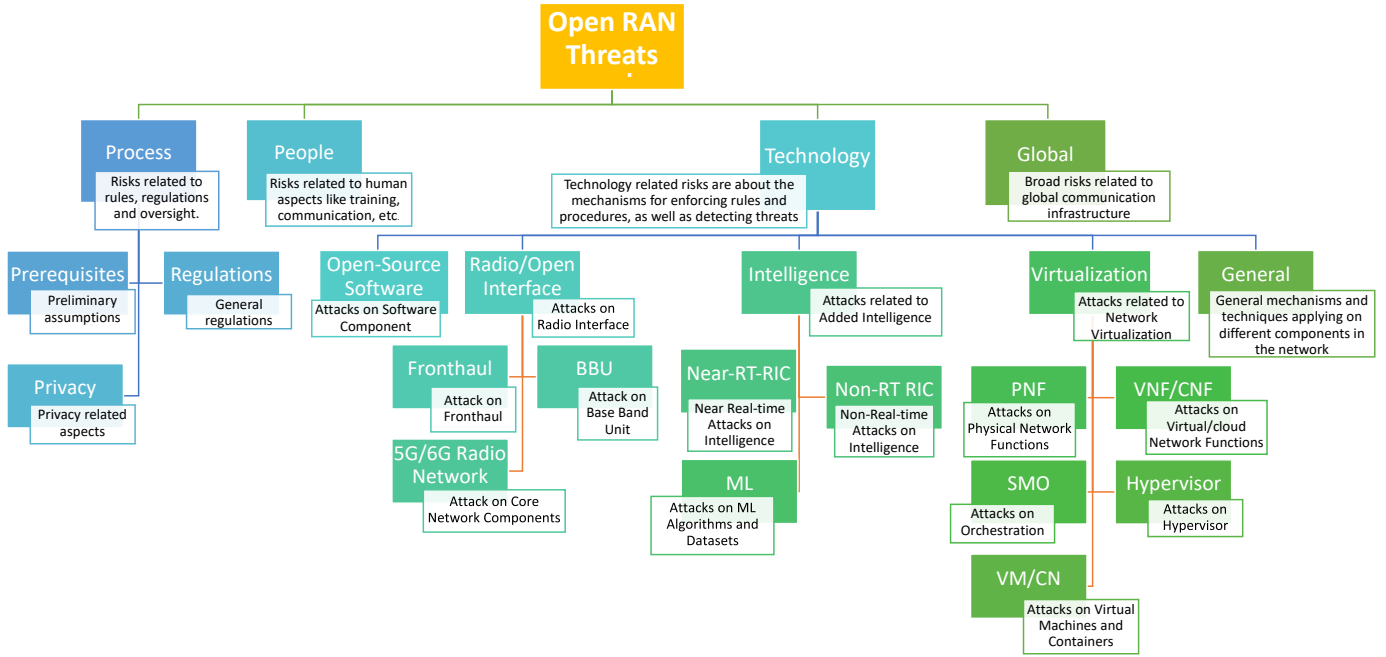 Open RAN
Threats
.
Process
Risks related to
rules, regulations
and oversight.
People
Risks related to human
aspects like training,
communication, etc.
Technology
Technology related risks are about the
mechanisms for enforcing rules and
procedures, as well as detecting threats
Global
Broad risks related to
global communication
infrastructure
Prerequisites
Preliminary
assumptions
Regulations
General
regulations
Privacy
Privacy related
aspects
Open-Source
Software
Attacks on Software
Component
Radio/Open
Interface
Attacks on
Radio Interface
Intelligence
Attacks related to
Added Intelligence
Virtualization
Attacks related to
Network
Virtualization
General
General mechanisms and
techniques applying on
different components in
the network
Fronthaul
Attack on
Fronthaul
BBU
Attack on
Base Band
Unit
5G/6G Radio
Network
Attack on Core
Network Components
Near-RT-RIC
Near Real-time
Attacks on
Intelligence
Non-RT RIC
Non-Real-time
Attacks on
Intelligence
ML
Attacks on ML
Algorithms and
Datasets
PNF
Attacks on
Physical Network
Functions
VNF/CNF
Attacks on
Virtual/cloud
Network Functions
SMO
Attacks on
Orchestration
Hypervisor
Attacks on
Hypervisor
VM/CN
Attacks on Virtual
Machines and
Containers